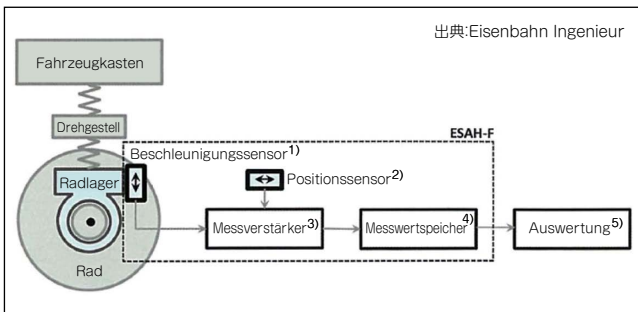 出典:Eisenbahn Ingenieur
Fahrzeugkasten
Drehgestell
ESAH-F
Beschleunigungssensor1)
Radlager
Positionssensor2)
Messverstärker3)
Messwertspeicher4)
Auswertung5)
Rad